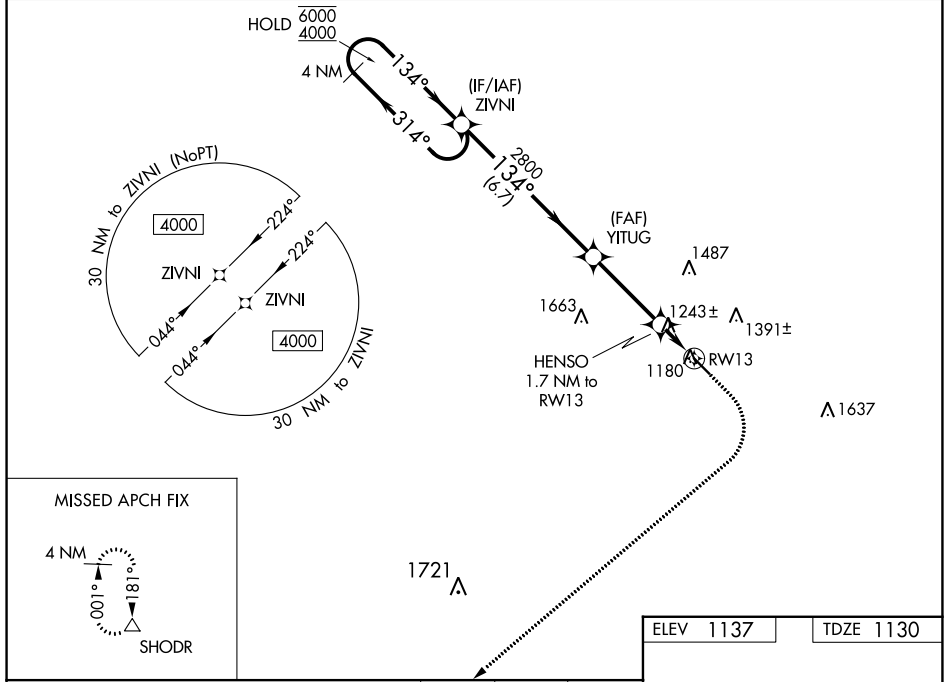 HOLD 6000
4000
4 NM
134°
314°
(IF/IAF)
ZIVNI
2800
134°
(6.7)
(FAF)
YITUG
1487
1663
1243±
1391±
HENSO
1.7 NM to
RW13
1180
RW13
1637
1721
30 NM to ZIVNI (NoPT)
4000
224°
ZIVNI
044°
224°
ZIVNI
4000
044°
30 NM to ZIVNI
MISSED APCH FIX
4 NM
001°
181°
SHODR
ELEV 1137
TDZE 1130